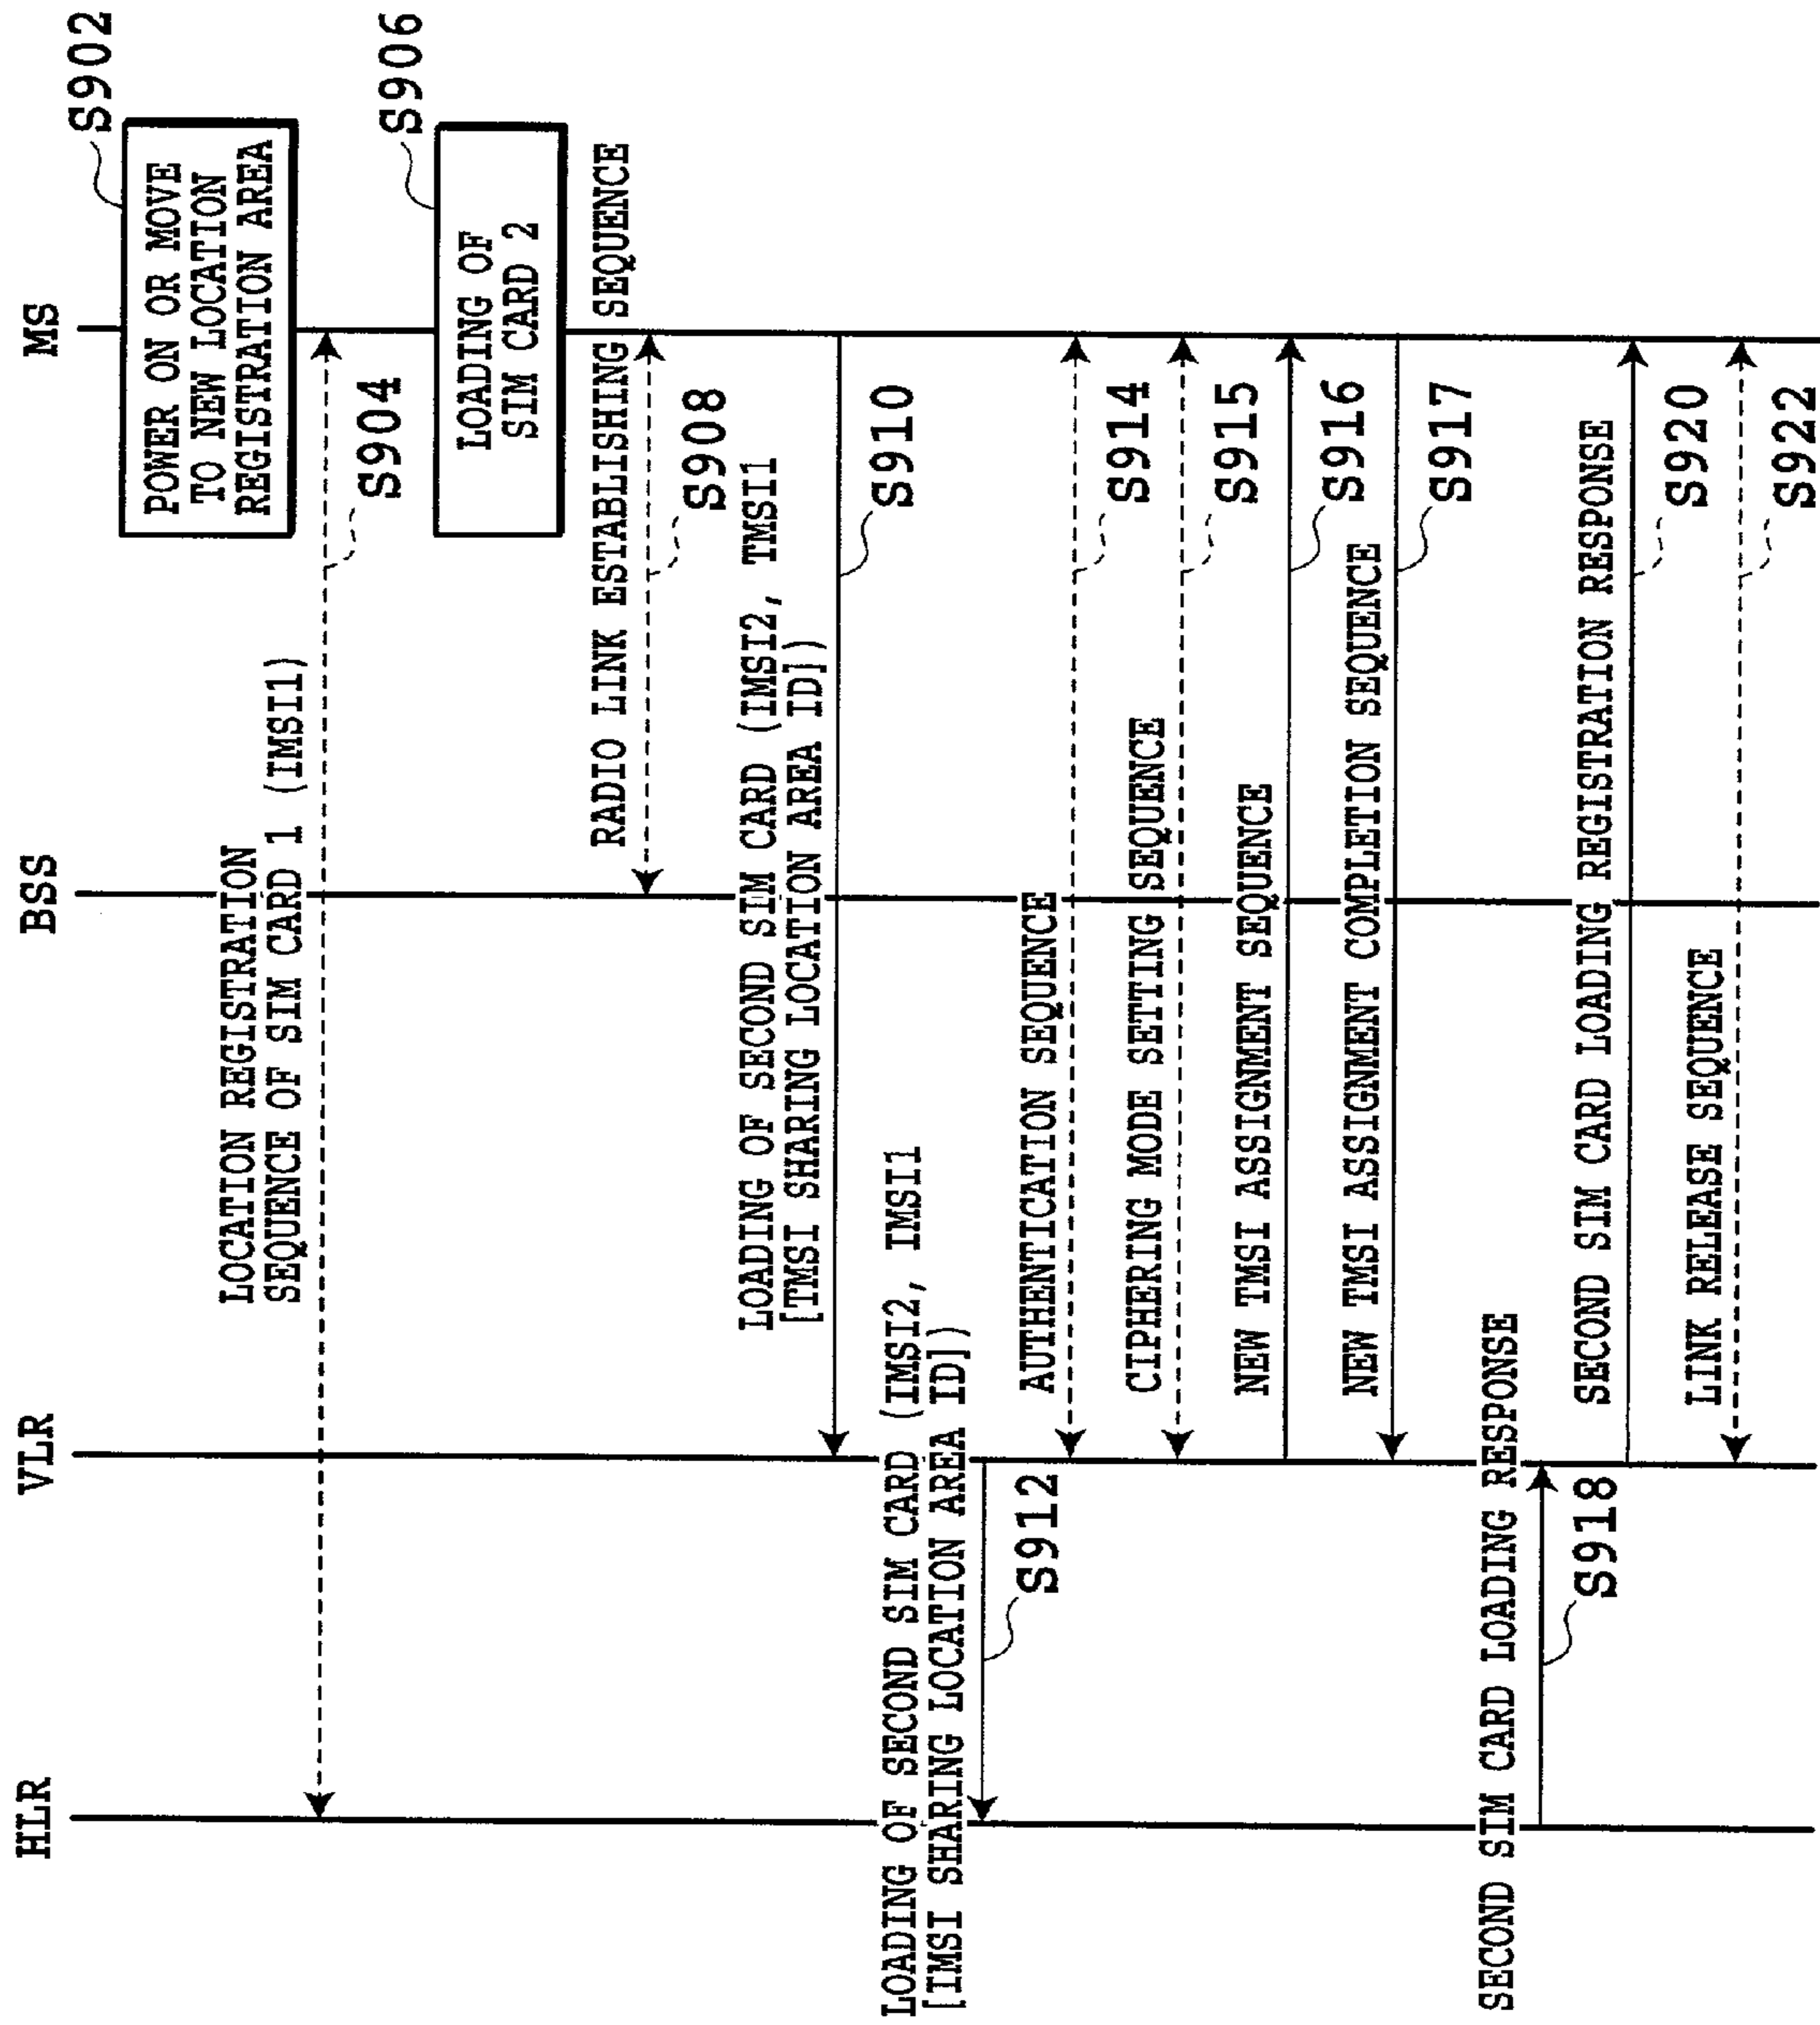 HLR
VLR
BSS
MS
POWER ON OR MOVE
TO NEW LOCATION
REGISTRATION AREA
S902
LOCATION REGISTRATION
SEQUENCE OF SIM CARD 1 (IMSI1)
S904
LOADING OF
SIM CARD 2
S906
RADIO LINK ESTABLISHING SEQUENCE
S908
LOADING OF SECOND SIM CARD (IMSI2, TMSI1
[TMSI SHARING LOCATION AREA ID])
S910
LOADING OF SECOND SIM CARD (IMSI2, IMSI1
[IMSI SHARING LOCATION AREA ID])
S912
AUTHENTICATION SEQUENCE
S914
CIPHERING MODE SETTING SEQUENCE
S915
NEW TMSI ASSIGNMENT SEQUENCE
S916
NEW TMSI ASSIGNMENT COMPLETION SEQUENCE
S917
SECOND SIM CARD LOADING RESPONSE
S918
SECOND SIM CARD LOADING REGISTRATION RESPONSE
S920
LINK RELEASE SEQUENCE
S922